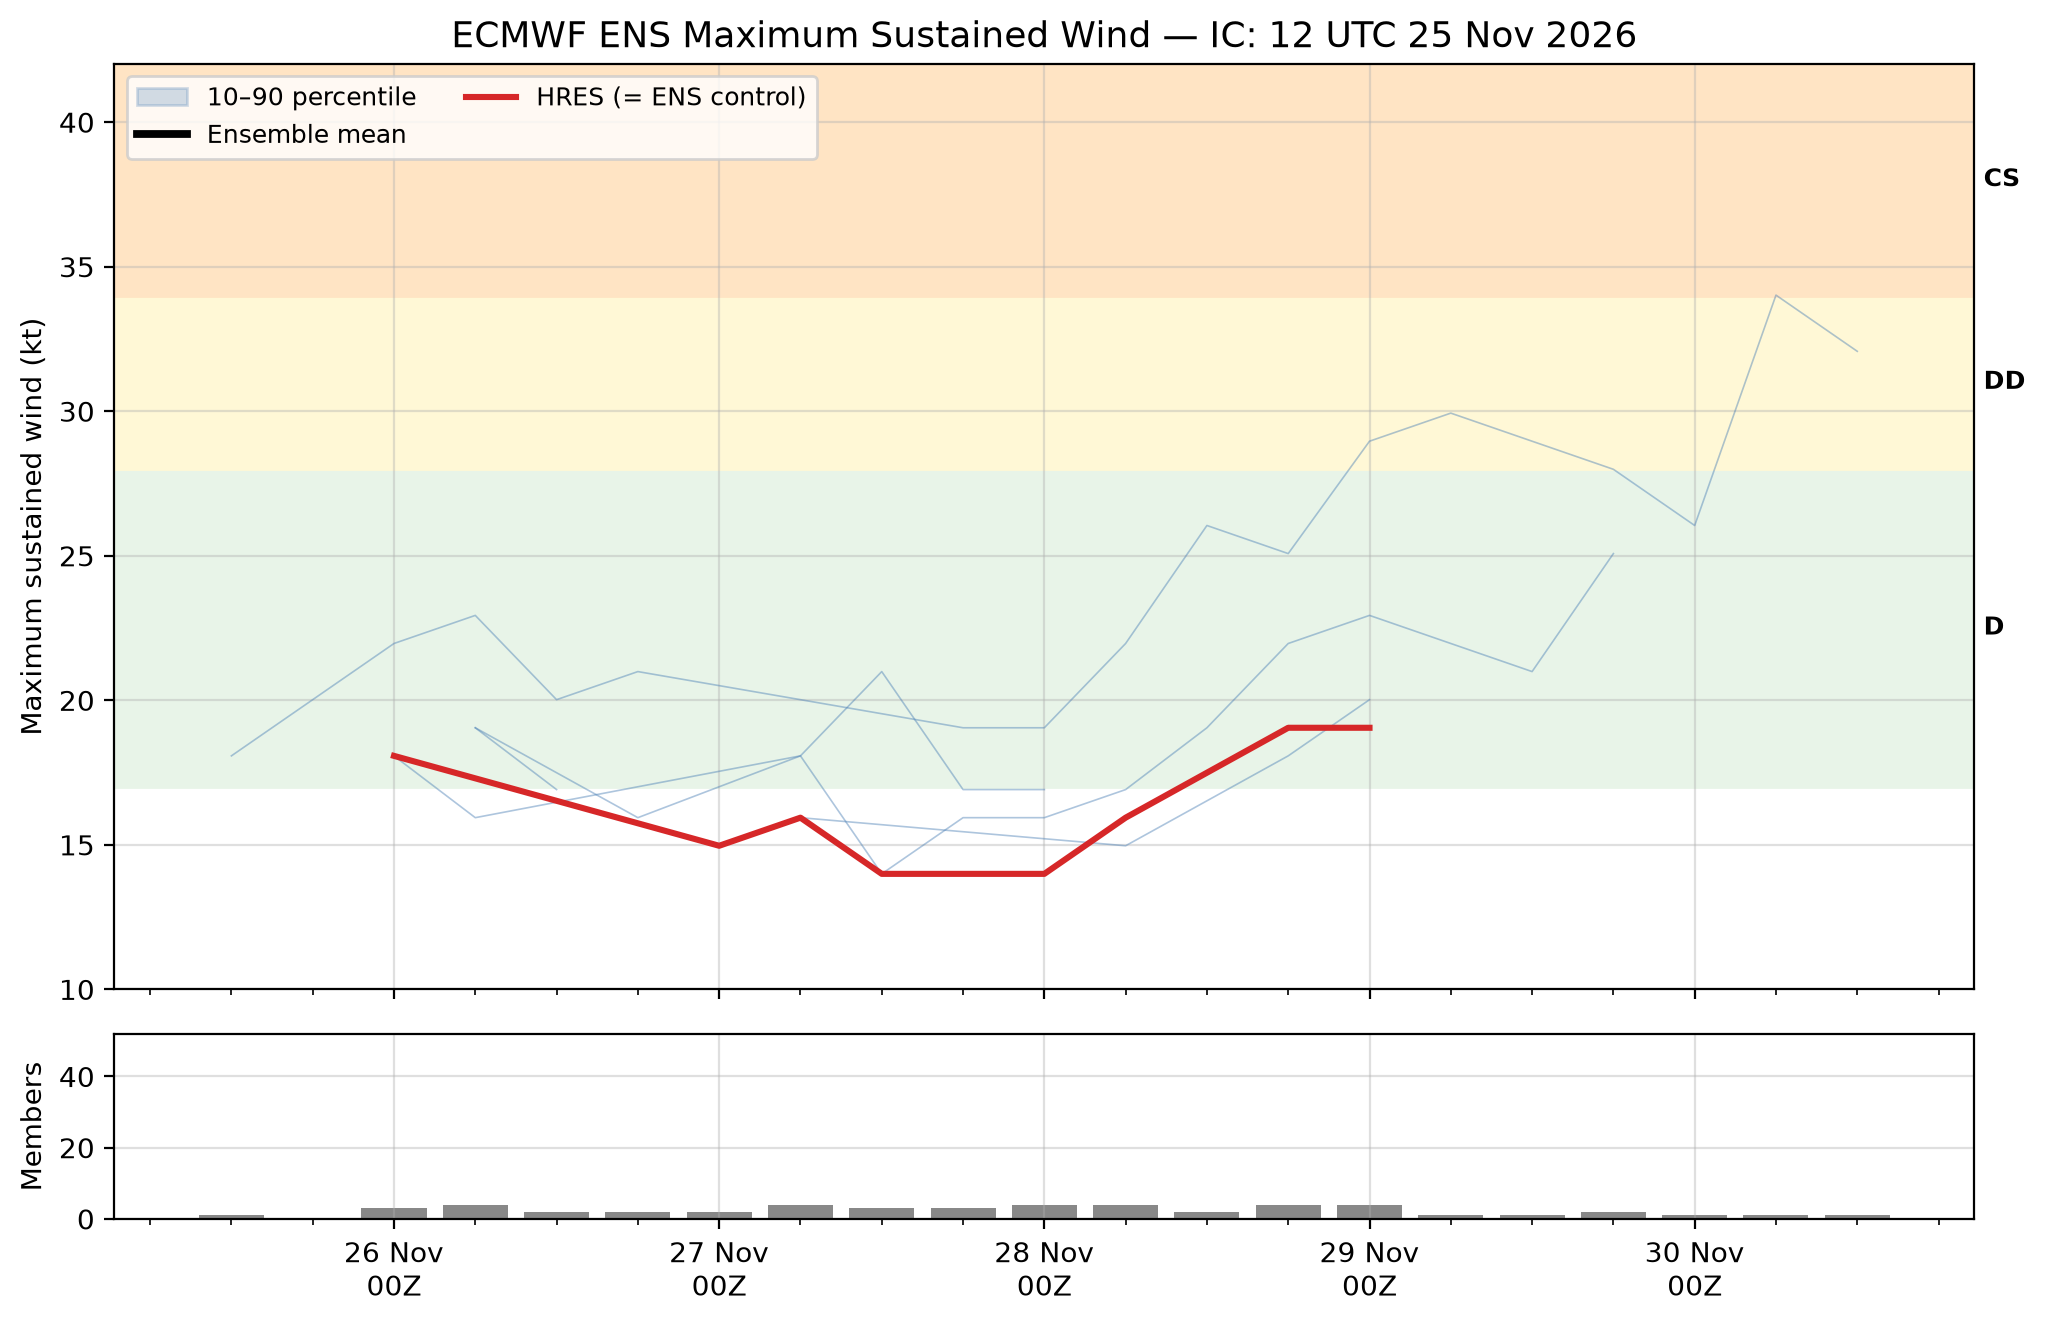 ECMWF ENS Maximum Sustained Wind — IC: 12 UTC 25 Nov 2026
10–90 percentile
Ensemble mean
HRES (= ENS control)
Maximum sustained wind (kt)
40
35
30
25
20
15
10
CS
DD
D
Members
40
20
0
26 Nov
00Z
27 Nov
00Z
28 Nov
00Z
29 Nov
00Z
30 Nov
00Z